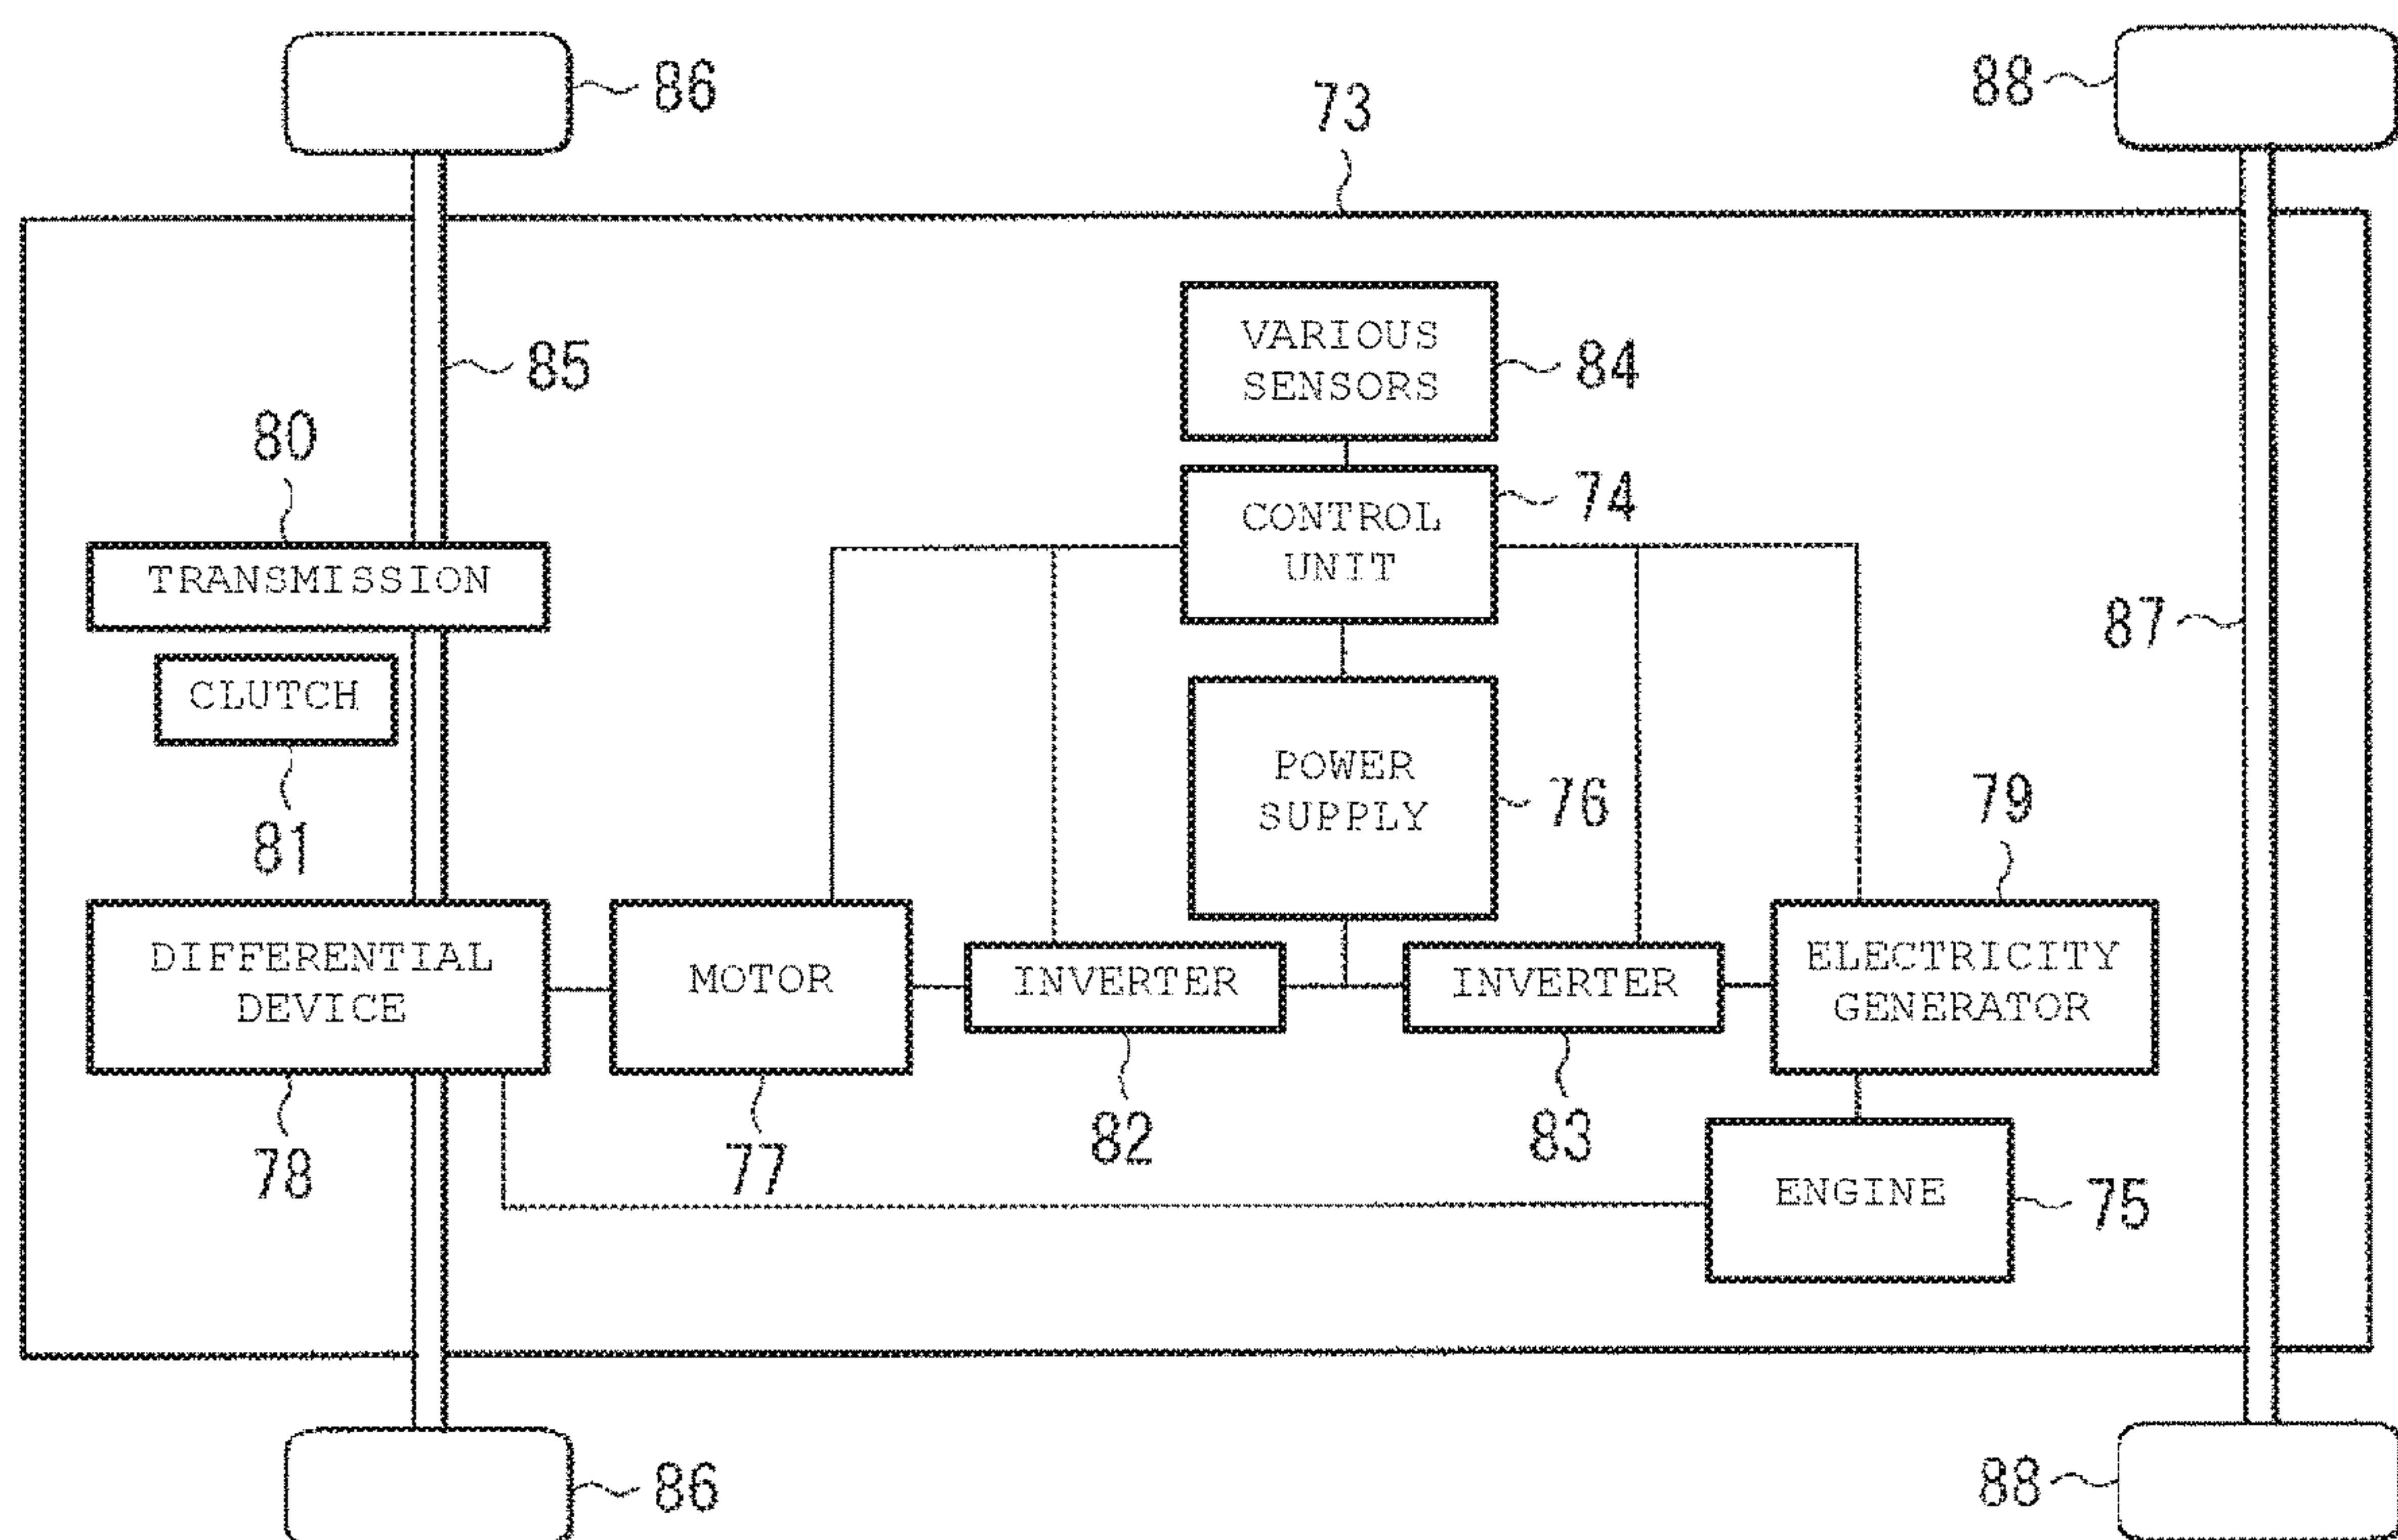 86
88
73
VARIOUS
SENSORS
84
85
80
CONTROL
UNIT
74
TRANSMISSION
87
CLUTCH
POWER
SUPPLY
76
79
81
DIFFERENTIAL
DEVICE
MOTOR
INVERTER
INVERTER
ELECTRICITY
GENERATOR
78
77
82
83
ENGINE
75
86
88